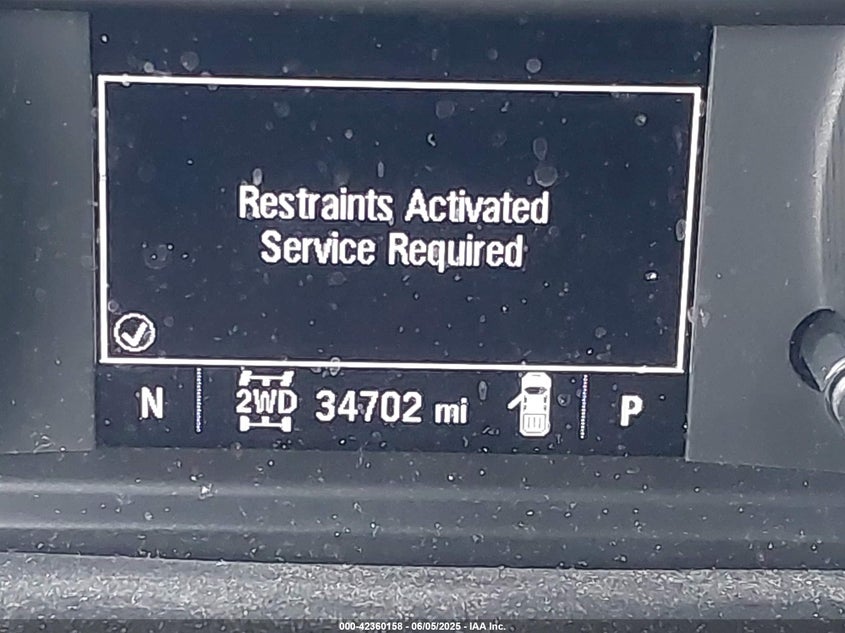 Restraints Activated
Service Required
N 2WD 34702 mi P
000-42360158 - 06/05/2025 - IAA Inc.